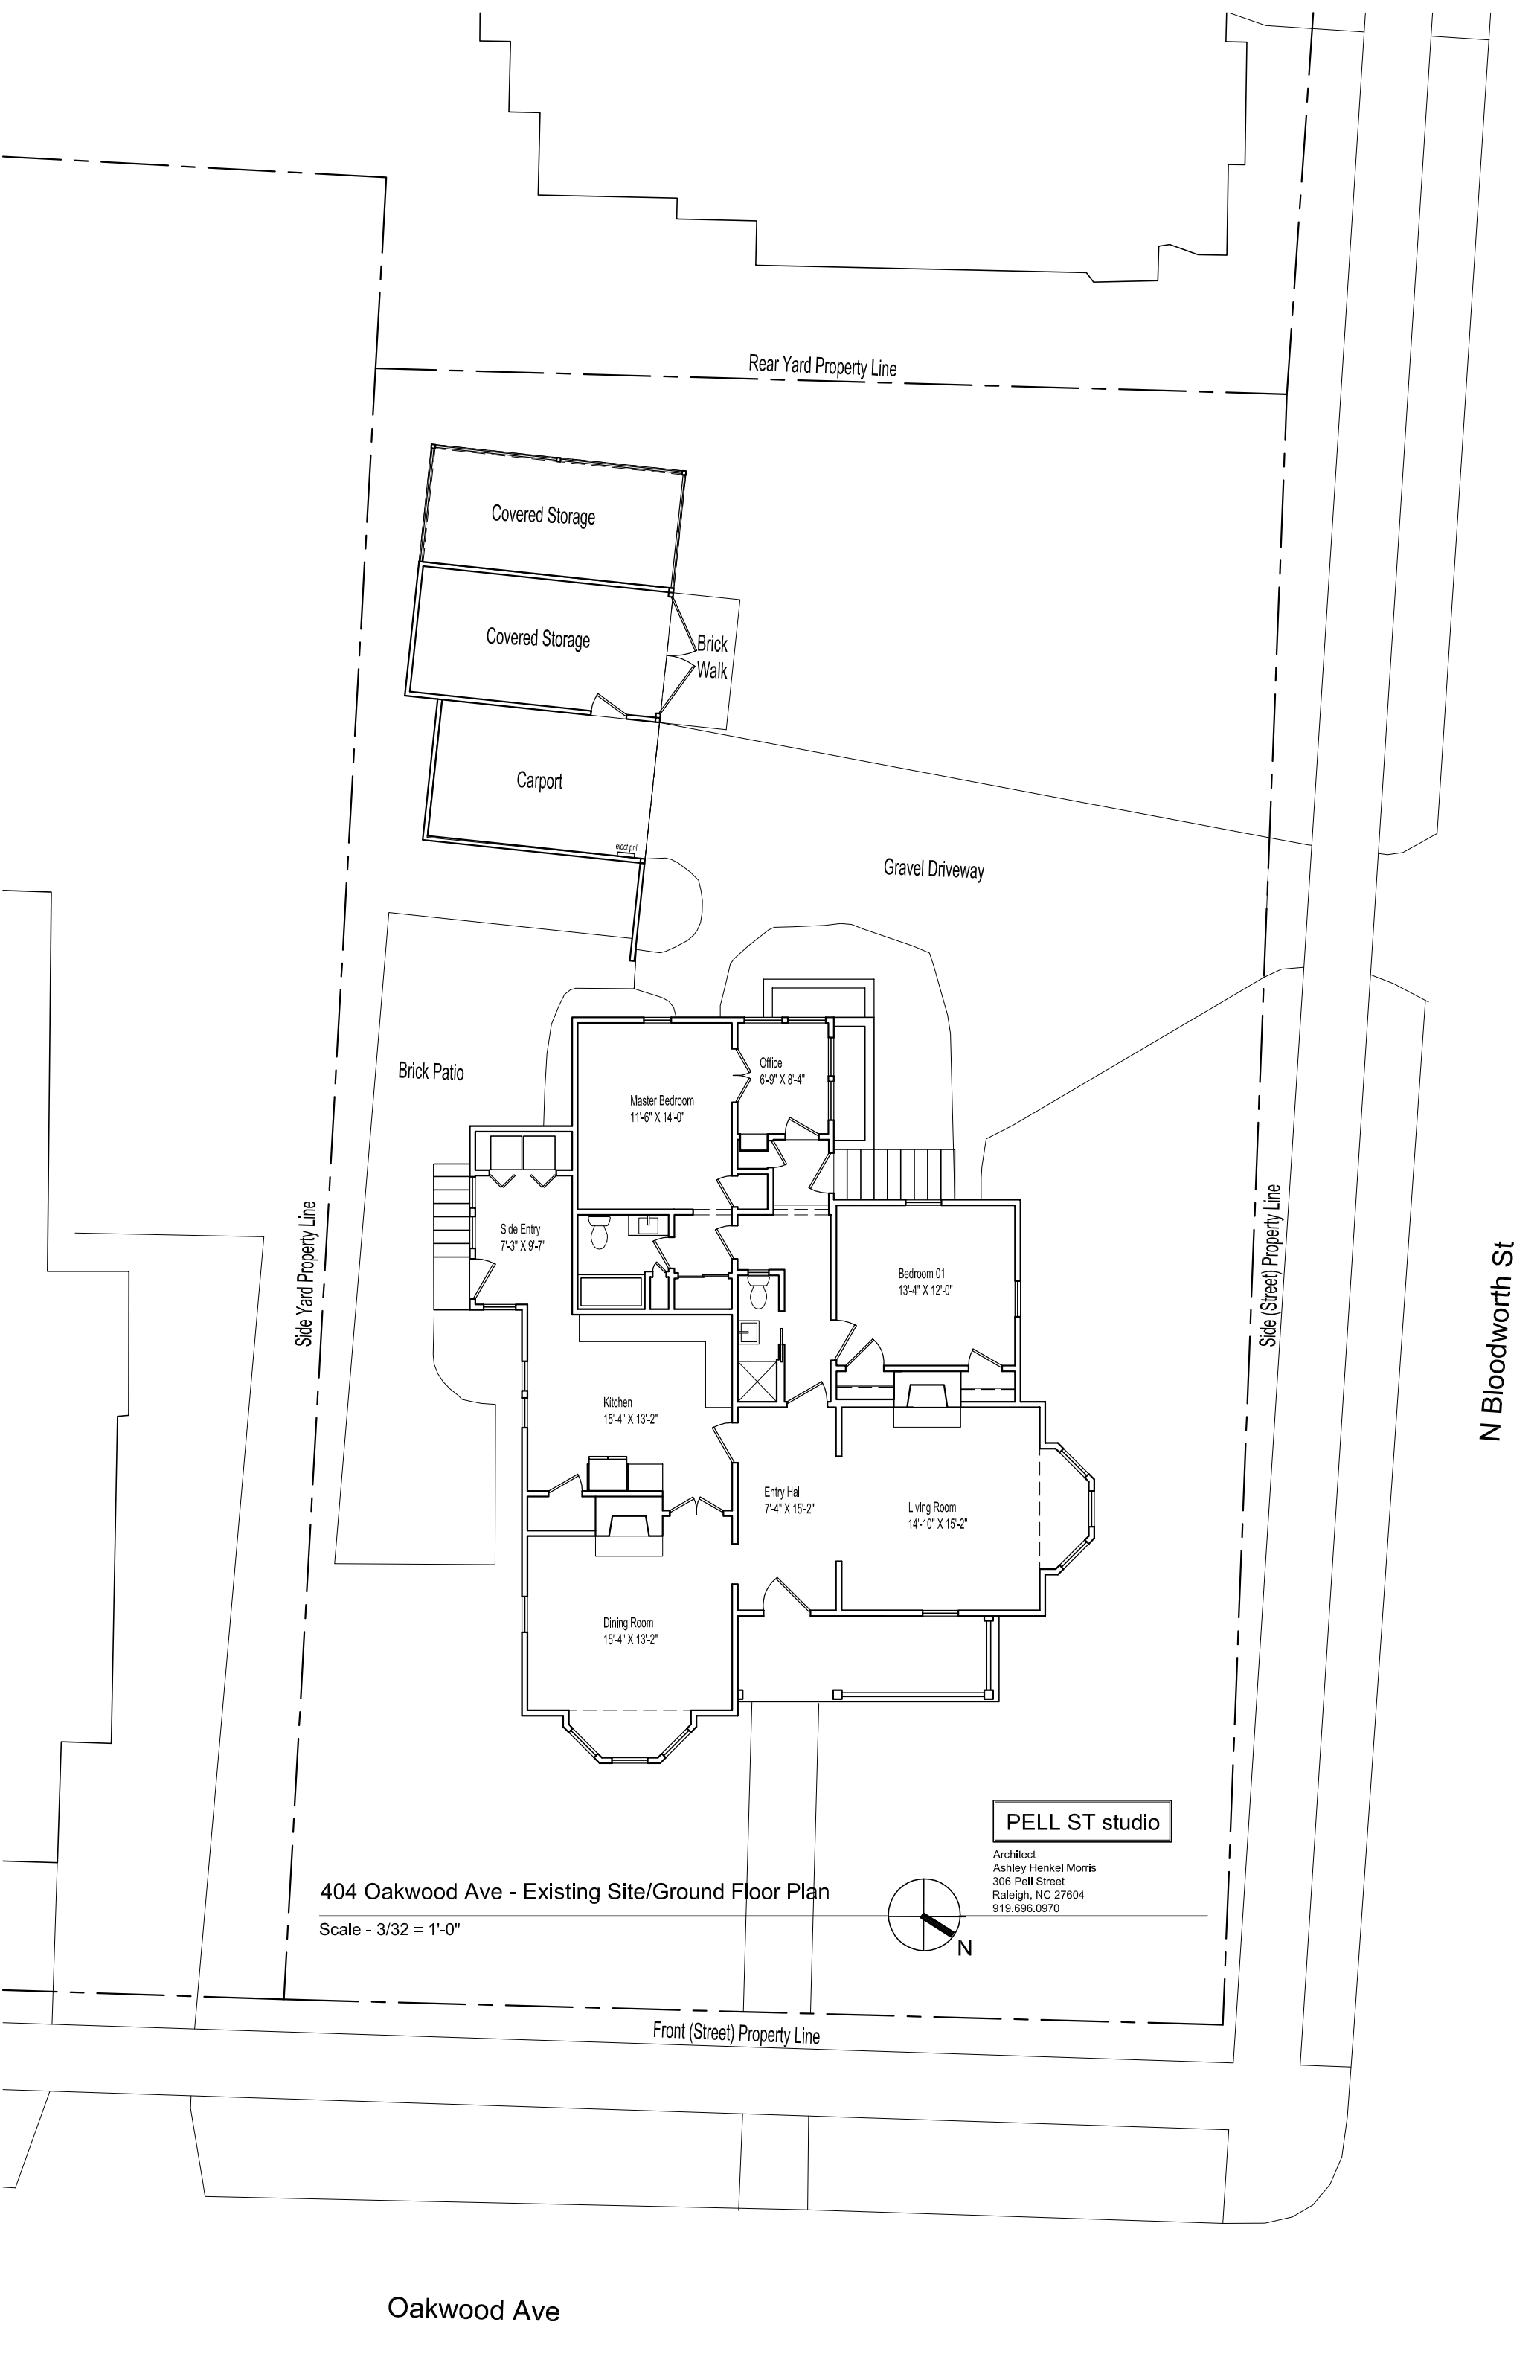 Rear Yard Property Line
Covered Storage
Covered Storage
Brick
Walk
Carport
elect pnl
Gravel Driveway
Brick Patio
Office
6'-9" X 8'-4"
Master Bedroom
11'-6" X 14'-0"
Side Yard Property Line
Side Entry
7'-3" X 9'-7"
Bedroom 01
13'-4" X 12'-0"
Side (Street) Property Line
N Bloodworth St
Kitchen
15'-4" X 13'-2"
Entry Hall
7'-4" X 15'-2"
Living Room
14'-10" X 15'-2"
Dining Room
15'-4" X 13'-2"
PELL ST studio
Architect
Ashley Henkel Morris
306 Pell Street
Raleigh, NC 27604
919.696.0970
404 Oakwood Ave - Existing Site/Ground Floor Plan
Scale - 3/32 = 1'-0"
N
Front (Street) Property Line
Oakwood Ave